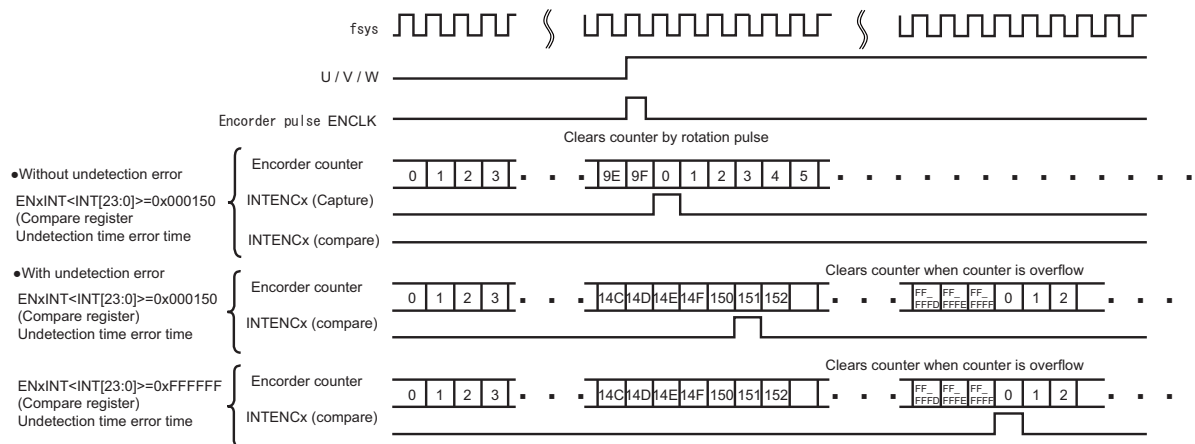 fsys
U / V / W
Encorder pulse ENCLK
Clears counter by rotation pulse
●Without undetection error
ENxINT<INT[23:0]>=0x000150
(Compare register
Undetection time error time
Encorder counter
0 1 2 3 9E 9F 0 1 2 3 4 5
INTENCx (Capture)
INTENCx (compare)
●With undetection error
Clears counter when counter is overflow
ENxINT<INT[23:0]>=0x000150
(Compare register)
Undetection time error time
Encorder counter
0 1 2 3 14C 14D 14E 14F 150 151 152 FF_FFFD FF_FFFE FF_FFFF 0 1 2
INTENCx (compare)
Clears counter when counter is overflow
ENxINT<INT[23:0]>=0xFFFFFF
(Compare register)
Undetection time error time
Encorder counter
0 1 2 3 14C 14D 14E 14F 150 151 152 FF_FFFD FF_FFFE FF_FFFF 0 1 2
INTENCx (compare)